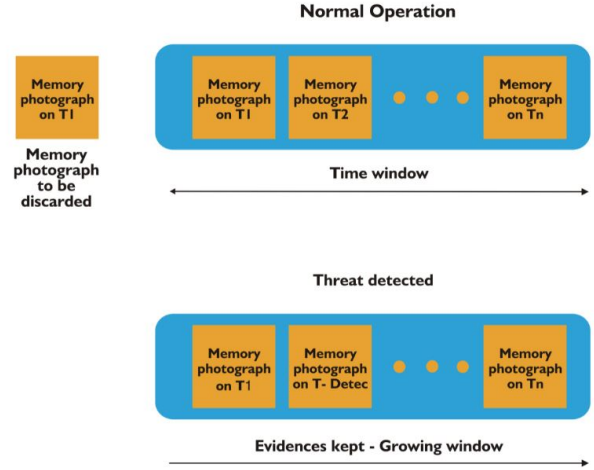 Normal Operation
Memory
photograph
on T1
Memory
photograph
to be
discarded
Memory
photograph
on T1
Memory
photograph
on T2
Memory
photograph
on Tn
Time window
Threat detected
Memory
photograph
on T1
Memory
photograph
on T- Detec
Memory
photograph
on Tn
Evidences kept - Growing window